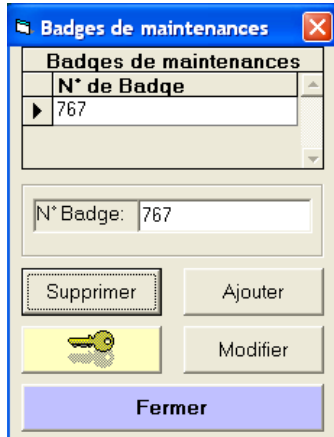 Badges de maintenances
Badges de maintenances
N° de Badge
767
N° Badge: 767
Supprimer Ajouter
Modifier
Fermer